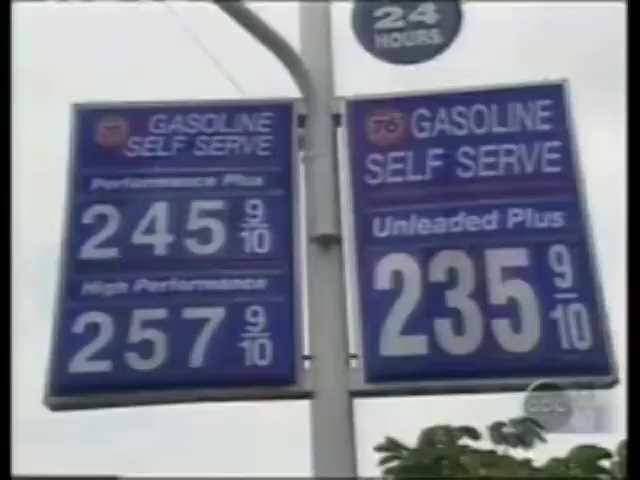 24
HOURS
76 GASOLINE
SELF SERVE
Performance Plus
245 9/10
High Performance
257 9/10
76 GASOLINE
SELF SERVE
Unleaded Plus
235 9/10
abc